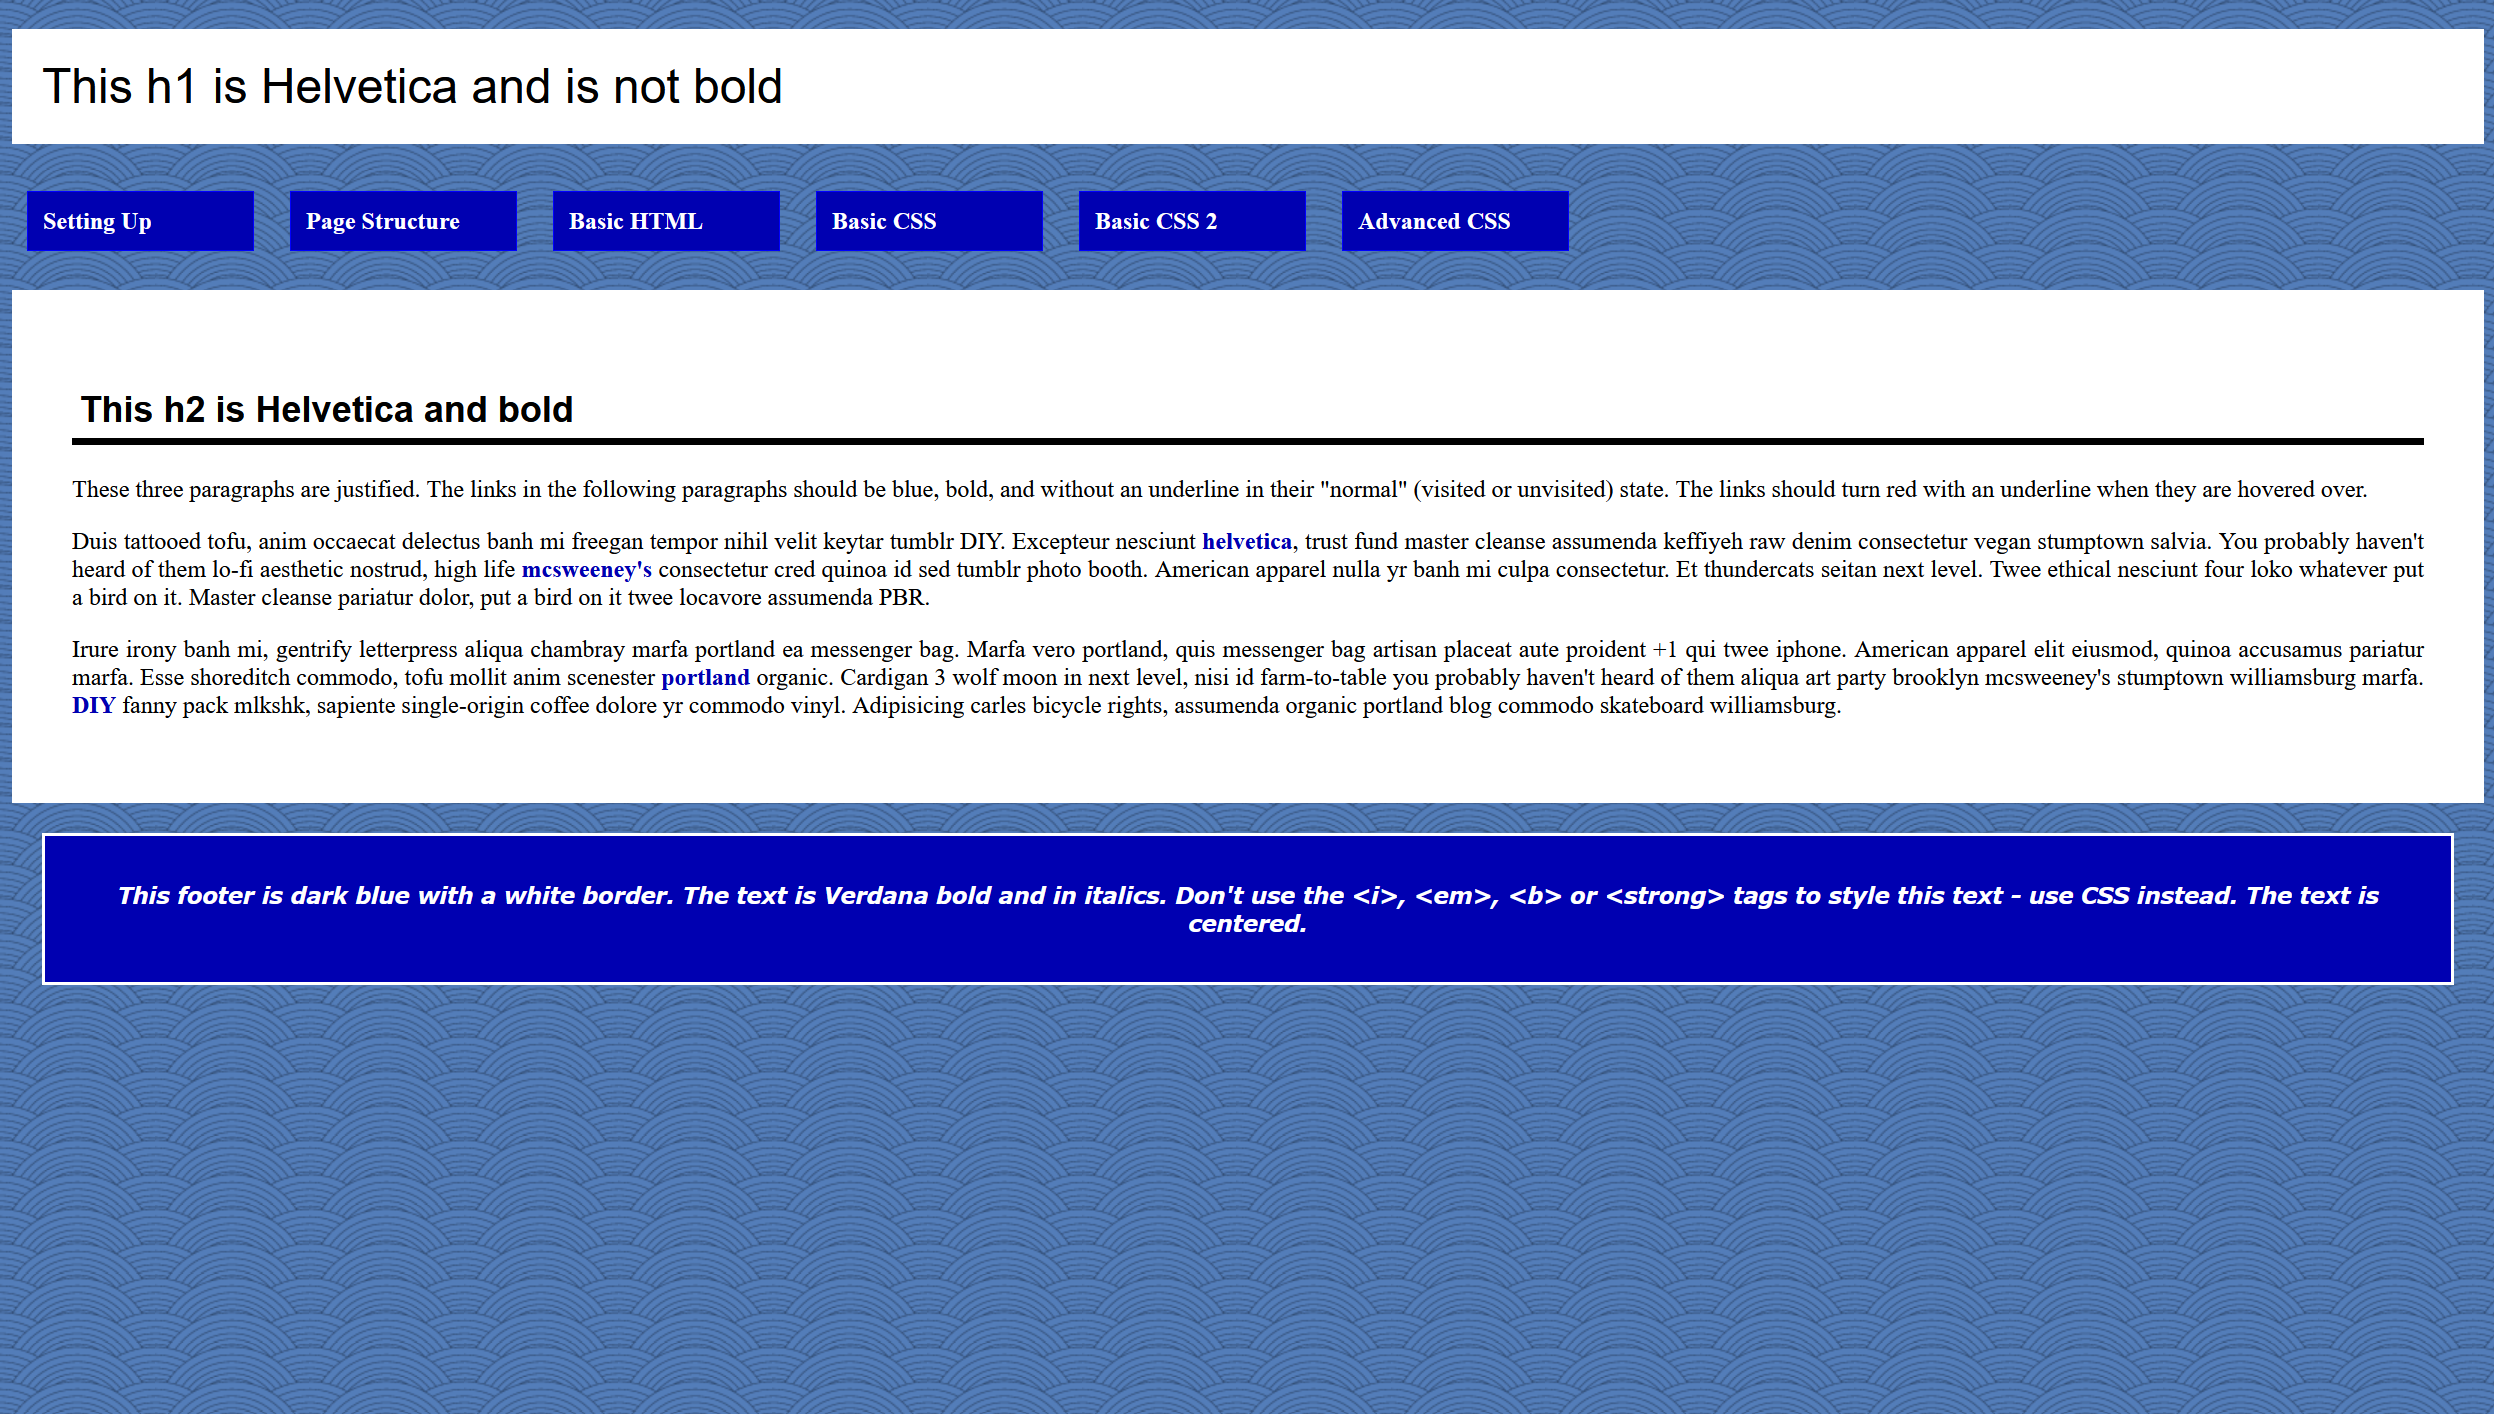 This h1 is Helvetica and is not bold
Setting Up Page Structure Basic HTML Basic CSS Basic CSS 2 Advanced CSS
This h2 is Helvetica and bold
These three paragraphs are justified. The links in the following paragraphs should be blue, bold, and without an underline in their "normal" (visited or unvisited) state. The links should turn red with an underline when they are hovered over.
Duis tattooed tofu, anim occaecat delectus banh mi freegan tempor nihil velit keytar tumblr DIY. Excepteur nesciunt helvetica, trust fund master cleanse assumenda keffiyeh raw denim consectetur vegan stumptown salvia. You probably haven't
heard of them lo-fi aesthetic nostrud, high life mcsweeney's consectetur cred quinoa id sed tumblr photo booth. American apparel nulla yr banh mi culpa consectetur. Et thundercats seitan next level. Twee ethical nesciunt four loko whatever put
a bird on it. Master cleanse pariatur dolor, put a bird on it twee locavore assumenda PBR.
Irure irony banh mi, gentrify letterpress aliqua chambray marfa portland ea messenger bag. Marfa vero portland, quis messenger bag artisan placeat aute proident +1 qui twee iphone. American apparel elit eiusmod, quinoa accusamus pariatur
marfa. Esse shoreditch commodo, tofu mollit anim scenester portland organic. Cardigan 3 wolf moon in next level, nisi id farm-to-table you probably haven't heard of them aliqua art party brooklyn mcsweeney's stumptown williamsburg marfa.
DIY fanny pack mlkshk, sapiente single-origin coffee dolore yr commodo vinyl. Adipisicing carles bicycle rights, assumenda organic portland blog commodo skateboard williamsburg.
This footer is dark blue with a white border. The text is Verdana bold and in italics. Don't use the <i>, <em>, <b> or <strong> tags to style this text - use CSS instead. The text is
centered.